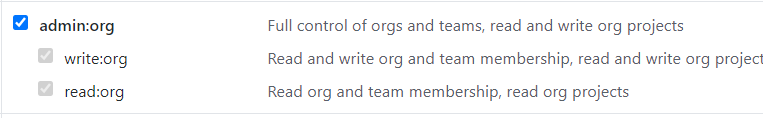 admin:org Full control of orgs and teams, read and write org projects
write:org Read and write org and team membership, read and write org project
read:org Read org and team membership, read org projects